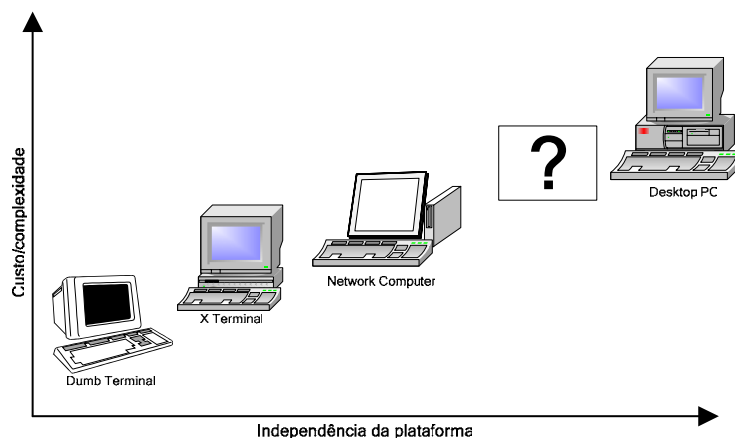 ?
Desktop PC
Network Computer
X Terminal
Dumb Terminal
Custo/complexidade
Independência da plataforma